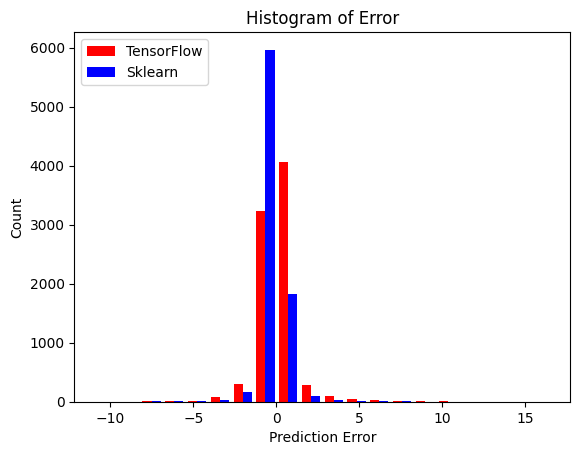 Histogram of Error
TensorFlow
Sklearn
6000
5000
4000
3000
2000
1000
0
Count
−10
−5
0
5
10
15
Prediction Error